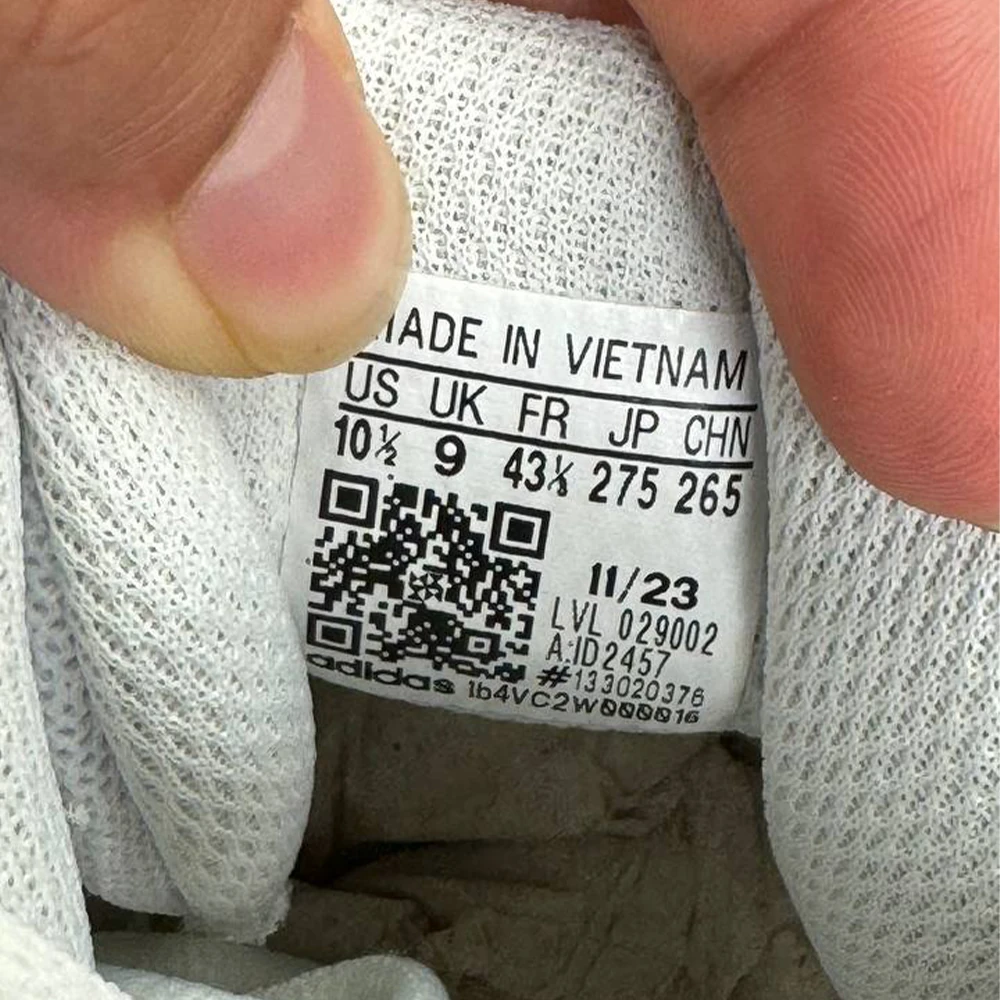 MADE IN VIETNAM
US UK FR JP CHN
10½ 9 43⅓ 275 265
11/23
LVL 029002
A:ID2457
#133020376
adidas 1b4VC2W000016